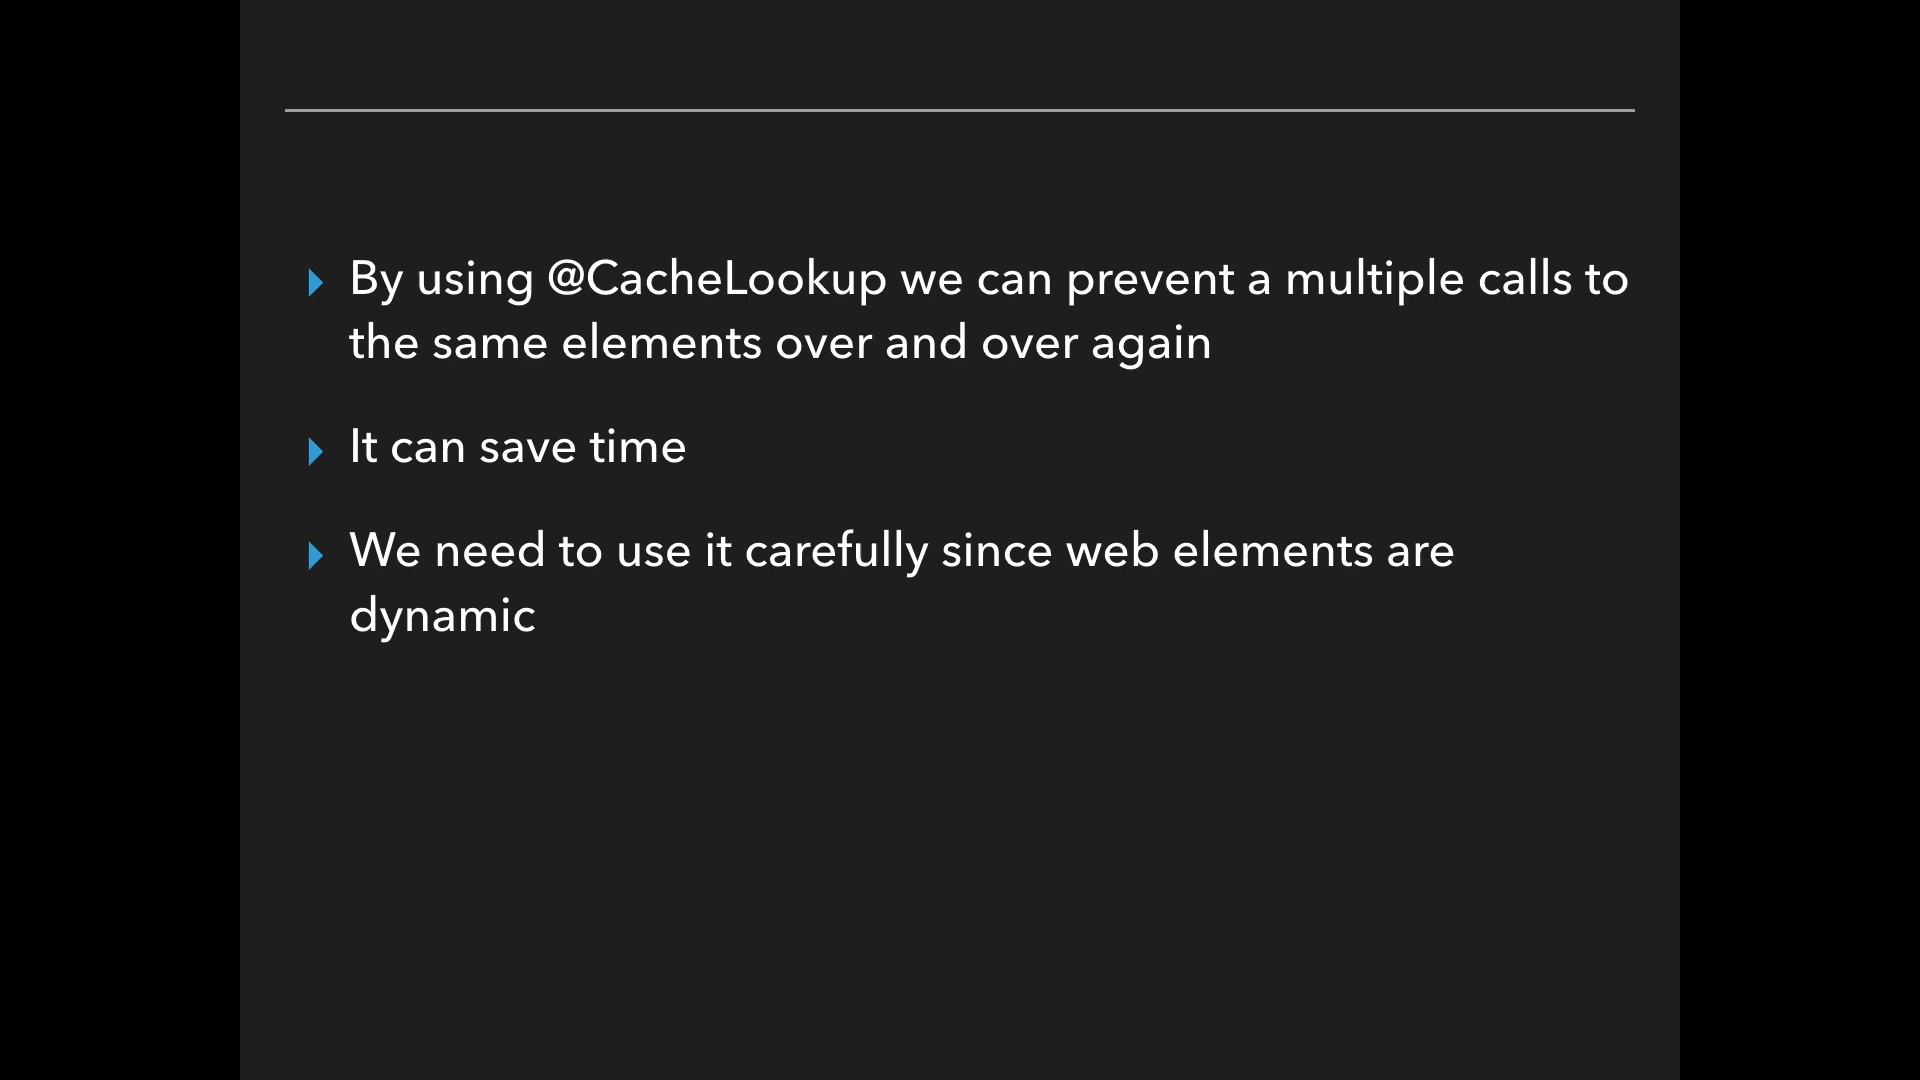 By using @CacheLookup we can prevent a multiple calls to
the same elements over and over again
It can save time
We need to use it carefully since web elements are
dynamic